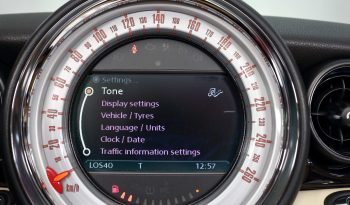 Settings...
Tone
Display settings
Vehicle / Tyres
Language / Units
Clock / Date
Traffic information settings
LOS40 T 12:57
20
40
60
80
100
120
140
160
180
200
220
240
260
km/h